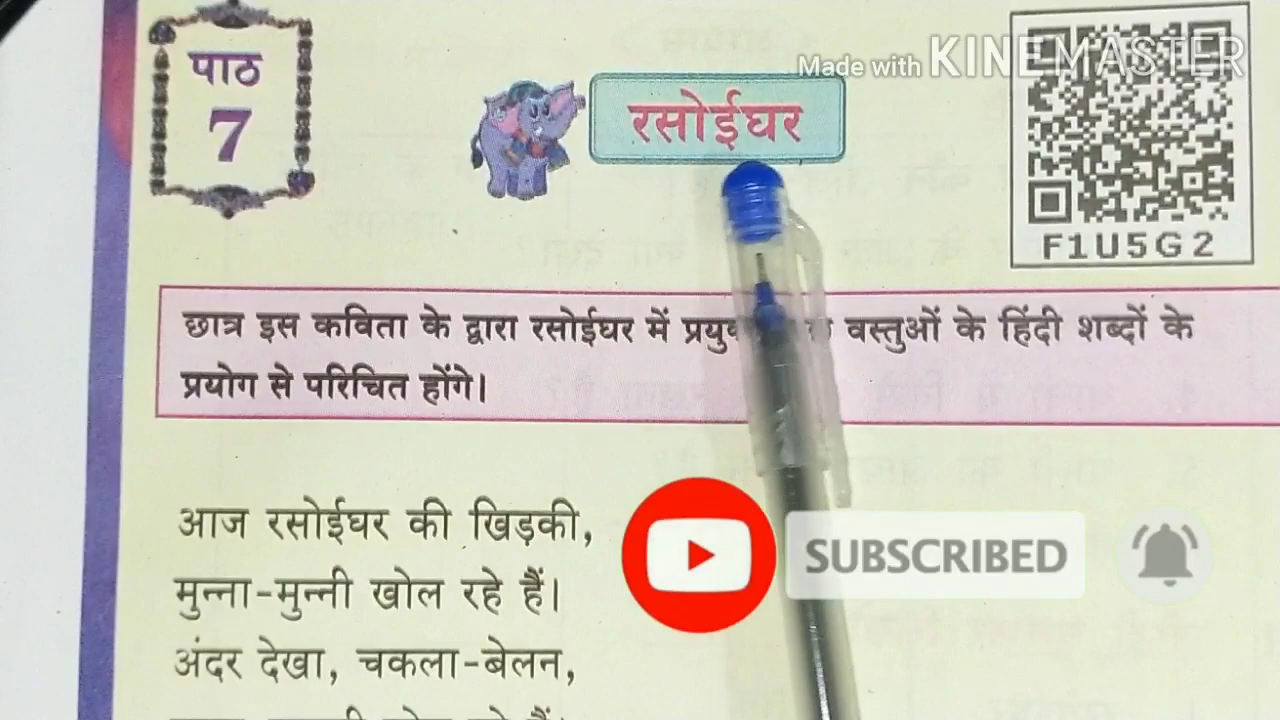 पाठ
7
रसोईघर
Made with KINEMASTER
F1U5G2
छात्र इस कविता के द्वारा रसोईघर में वस्तुओं के हिंदी शब्दों के
प्रयोग से परिचित होंगे।
आज रसोईघर की खिड़की,
मुन्ना-मुन्नी खोल रहे हैं।
अंदर देखा, चकला-बेलन,
SUBSCRIBED